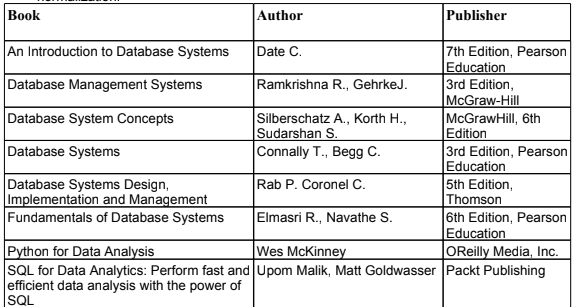 normalization.
Book Author Publisher
An Introduction to Database Systems Date C. 7th Edition, Pearson
Education
Database Management Systems Ramkrishna R., GehrkeJ. 3rd Edition,
McGraw-Hill
Database System Concepts Silberschatz A., Korth H., McGrawHill, 6th
Sudarshan S. Edition
Database Systems Connally T., Begg C. 3rd Edition, Pearson
Education
Database Systems Design, Rab P. Coronel C. 5th Edition,
Implementation and Management Thomson
Fundamentals of Database Systems Elmasri R., Navathe S. 6th Edition, Pearson
Education
Python for Data Analysis Wes McKinney OReilly Media, Inc.
SQL for Data Analytics: Perform fast and Upom Malik, Matt Goldwasser Packt Publishing
efficient data analysis with the power of
SQL